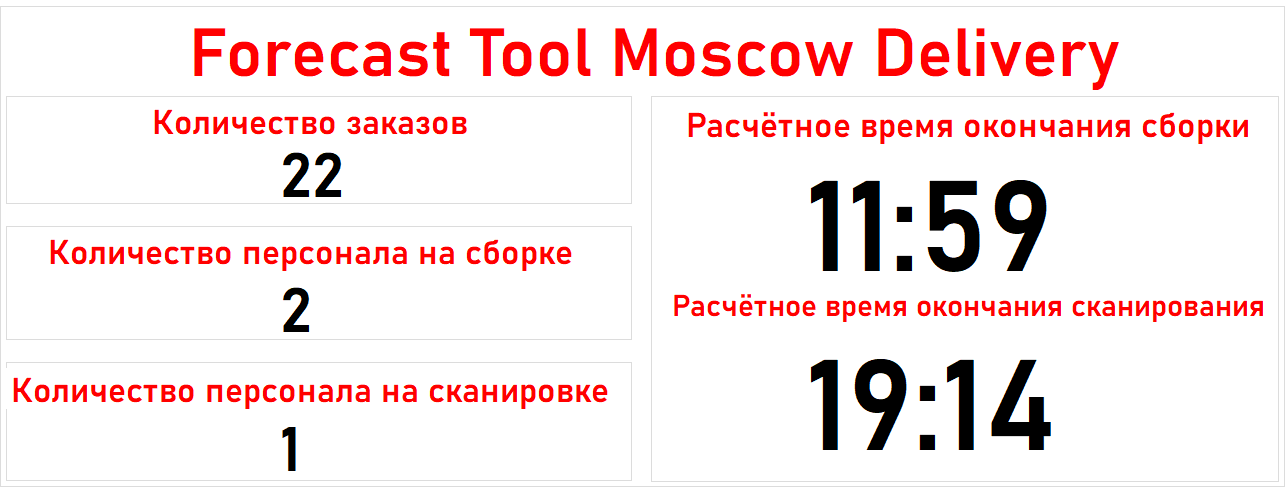 Forecast Tool Moscow Delivery
Количество заказов
22
Количество персонала на сборке
2
Количество персонала на сканировке
1
Расчётное время окончания сборки
11:59
Расчётное время окончания сканирования
19:14